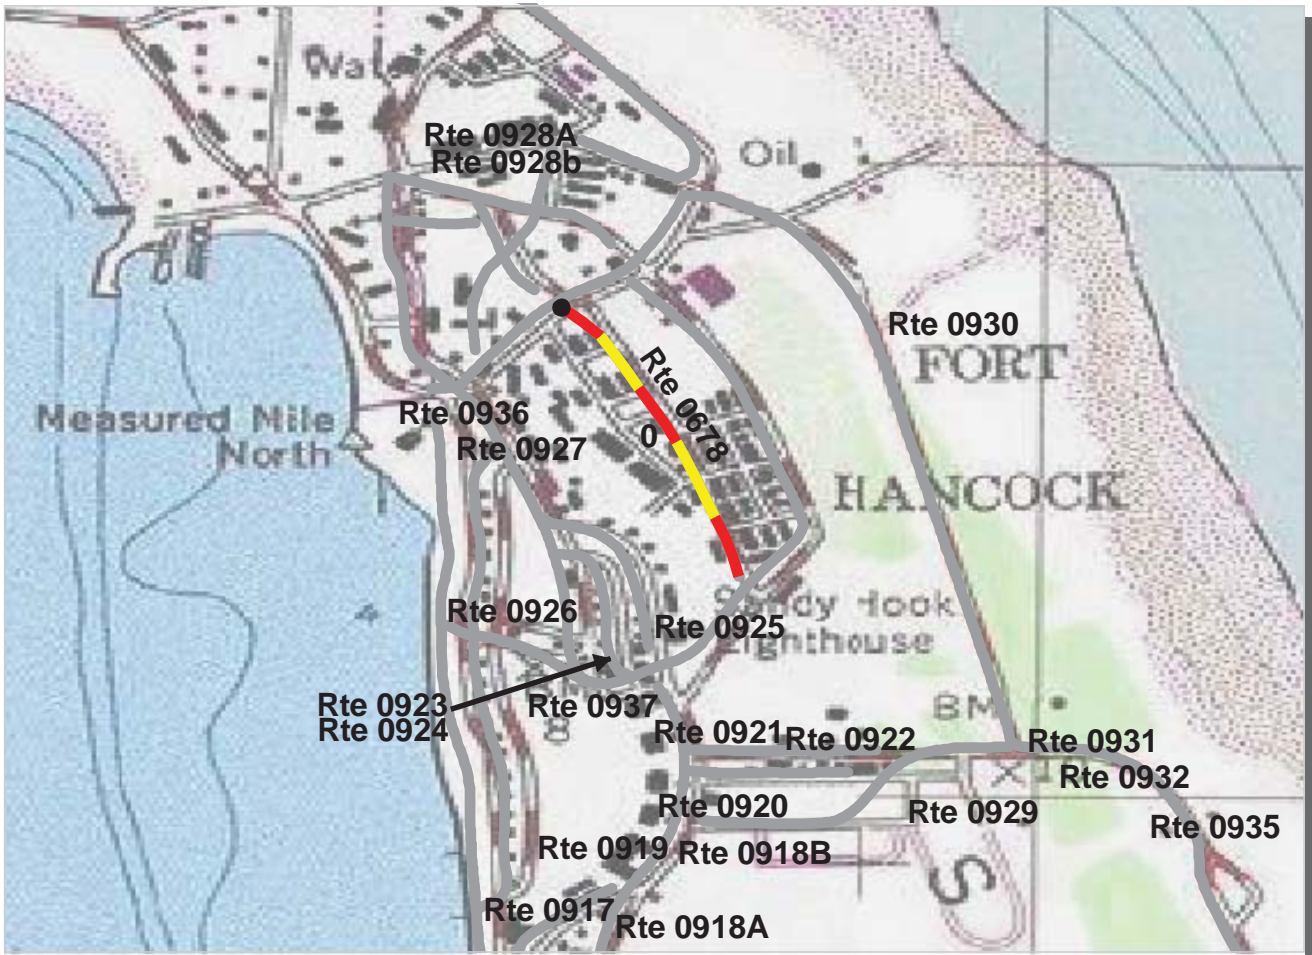 Wat
Rte 0928A
Rte 0928b
Oil
Rte 0930
FORT
Rte 0678
0
Measured Mile
North
Rte 0936
Rte 0927
HANCOCK
4
Sandy Hook
Lighthouse
Rte 0926
Rte 0925
Rte 0923
Rte 0924
Rte 0937
BM
8
Rte 0921
Rte 0922
Rte 0931
Rte 0932
Rte 0920
Rte 0929
Rte 0935
Rte 0919
Rte 0918B
S
Rte 0917
Rte 0918A